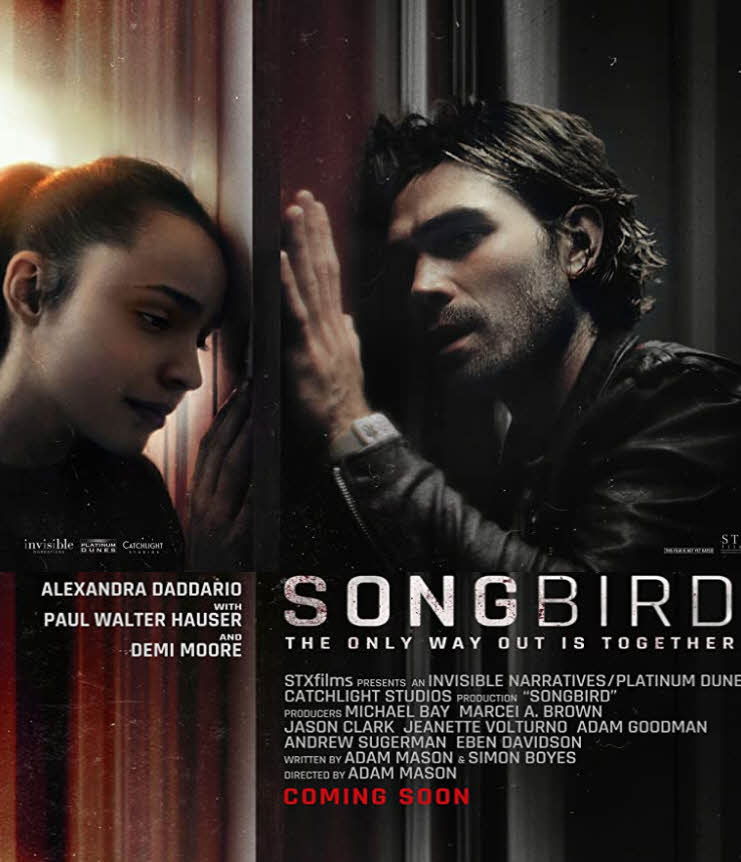 invisible
NARRATIVES
PLATINUM
DUNES
CATCHLIGHT
STUDIOS
THIS FILM IS NOT YET RATED
ST
ALEXANDRA DADDARIO
WITH
PAUL WALTER HAUSER
AND
DEMI MOORE
SONGBIRD
THE ONLY WAY OUT IS TOGETHER
STXfilms PRESENTS AN INVISIBLE NARRATIVES/PLATINUM DUNE
CATCHLIGHT STUDIOS PRODUCTION “SONGBIRD”
PRODUCERS MICHAEL BAY MARCEI A. BROWN
JASON CLARK JEANETTE VOLTURNO ADAM GOODMAN
ANDREW SUGERMAN EBEN DAVIDSON
WRITTEN BY ADAM MASON & SIMON BOYES
DIRECTED BY ADAM MASON
COMING SOON